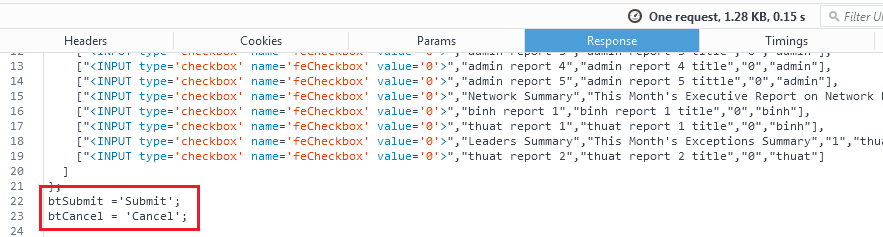 One request, 1.28 KB, 0.15 s
Filter
Headers Cookies Params Response Timings
12 ["<INPUT type='checkbox' name='feCheckbox' value='0'>","admin report 3","admin report 3 title","0","admin"],
13 ["<INPUT type='checkbox' name='feCheckbox' value='0'>","admin report 4","admin report 4 title","0","admin"],
14 ["<INPUT type='checkbox' name='feCheckbox' value='0'>","admin report 5","admin report 5 tittle","0","admin"],
15 ["<INPUT type='checkbox' name='feCheckbox' value='0'>","Network Summary","This Month's Executive Report on Network
16 ["<INPUT type='checkbox' name='feCheckbox' value='0'>","binh report 1","binh report 1 title","0","binh"],
17 ["<INPUT type='checkbox' name='feCheckbox' value='0'>","thuat report 1","thuat report 1 title","0","binh"],
18 ["<INPUT type='checkbox' name='feCheckbox' value='0'>","Leaders Summary","This Month's Exceptions Summary","1","thua
19 ["<INPUT type='checkbox' name='feCheckbox' value='0'>","thuat report 2","thuat report 2 title","0","thuat"]
20 ]
21 };
22 btSubmit ='Submit';
23 btCancel = 'Cancel';
24